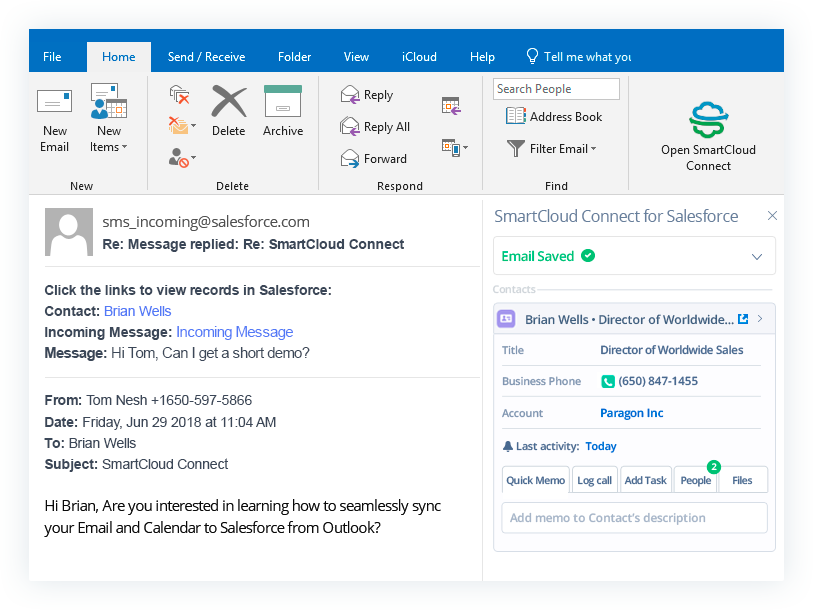 File Home Send / Receive Folder View iCloud Help Tell me what you
New Email
New Items
New
Delete
Archive
Delete
Reply
Reply All
Forward
Respond
Search People
Address Book
Filter Email
Find
Open SmartCloud
Connect
sms_incoming@salesforce.com
Re: Message replied: Re: SmartCloud Connect
Click the links to view records in Salesforce:
Contact: Brian Wells
Incoming Message: Incoming Message
Message: Hi Tom, Can I get a short demo?
From: Tom Nesh +1650-597-5866
Date: Friday, Jun 29 2018 at 11:04 AM
To: Brian Wells
Subject: SmartCloud Connect
Hi Brian, Are you interested in learning how to seamlessly sync
your Email and Calendar to Salesforce from Outlook?
SmartCloud Connect for Salesforce
Email Saved
Contacts
Brian Wells • Director of Worldwide...
Title Director of Worldwide Sales
Business Phone (650) 847-1455
Account Paragon Inc
Last activity: Today
Quick Memo Log call Add Task People 2 Files
Add memo to Contact's description